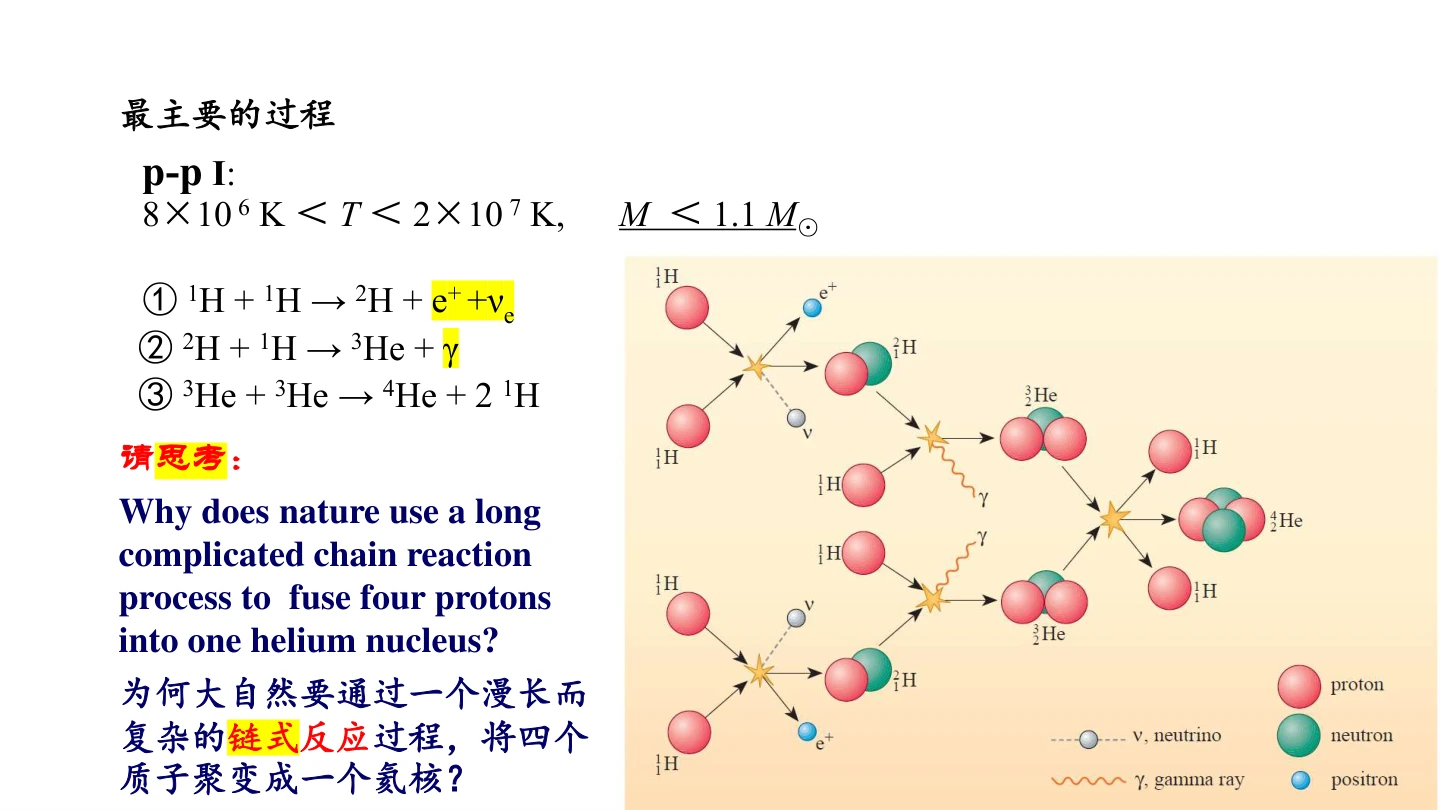 最主要的过程
p-p I:
8×10⁶ K < T < 2×10⁷ K, M < 1.1 M☉
① ¹H + ¹H → ²H + e⁺ +νₑ
② ²H + ¹H → ³He + γ
③ ³He + ³He → ⁴He + 2 ¹H
请思考:
Why does nature use a long
complicated chain reaction
process to fuse four protons
into one helium nucleus?
为何大自然要通过一个漫长而
复杂的链式反应过程，将四个
质子聚变成一个氦核?
¹₁H
e⁺
²₁H
ν
¹₁H
³₂He
¹₁H
γ
¹₁H
⁴₂He
γ
¹₁H
¹₁H
ν
¹₁H
³₂He
²₁H
e⁺
¹₁H
proton
ν, neutrino
neutron
γ, gamma ray
positron